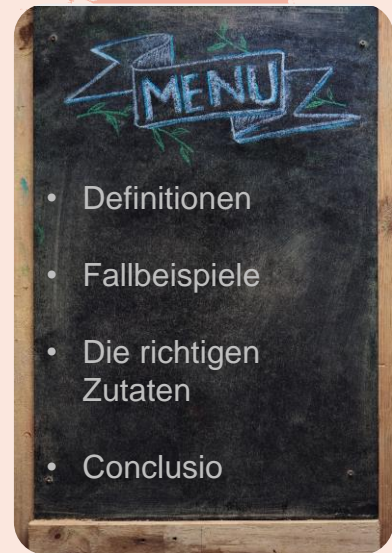 MENU
• Definitionen
• Fallbeispiele
• Die richtigen
Zutaten
• Conclusio